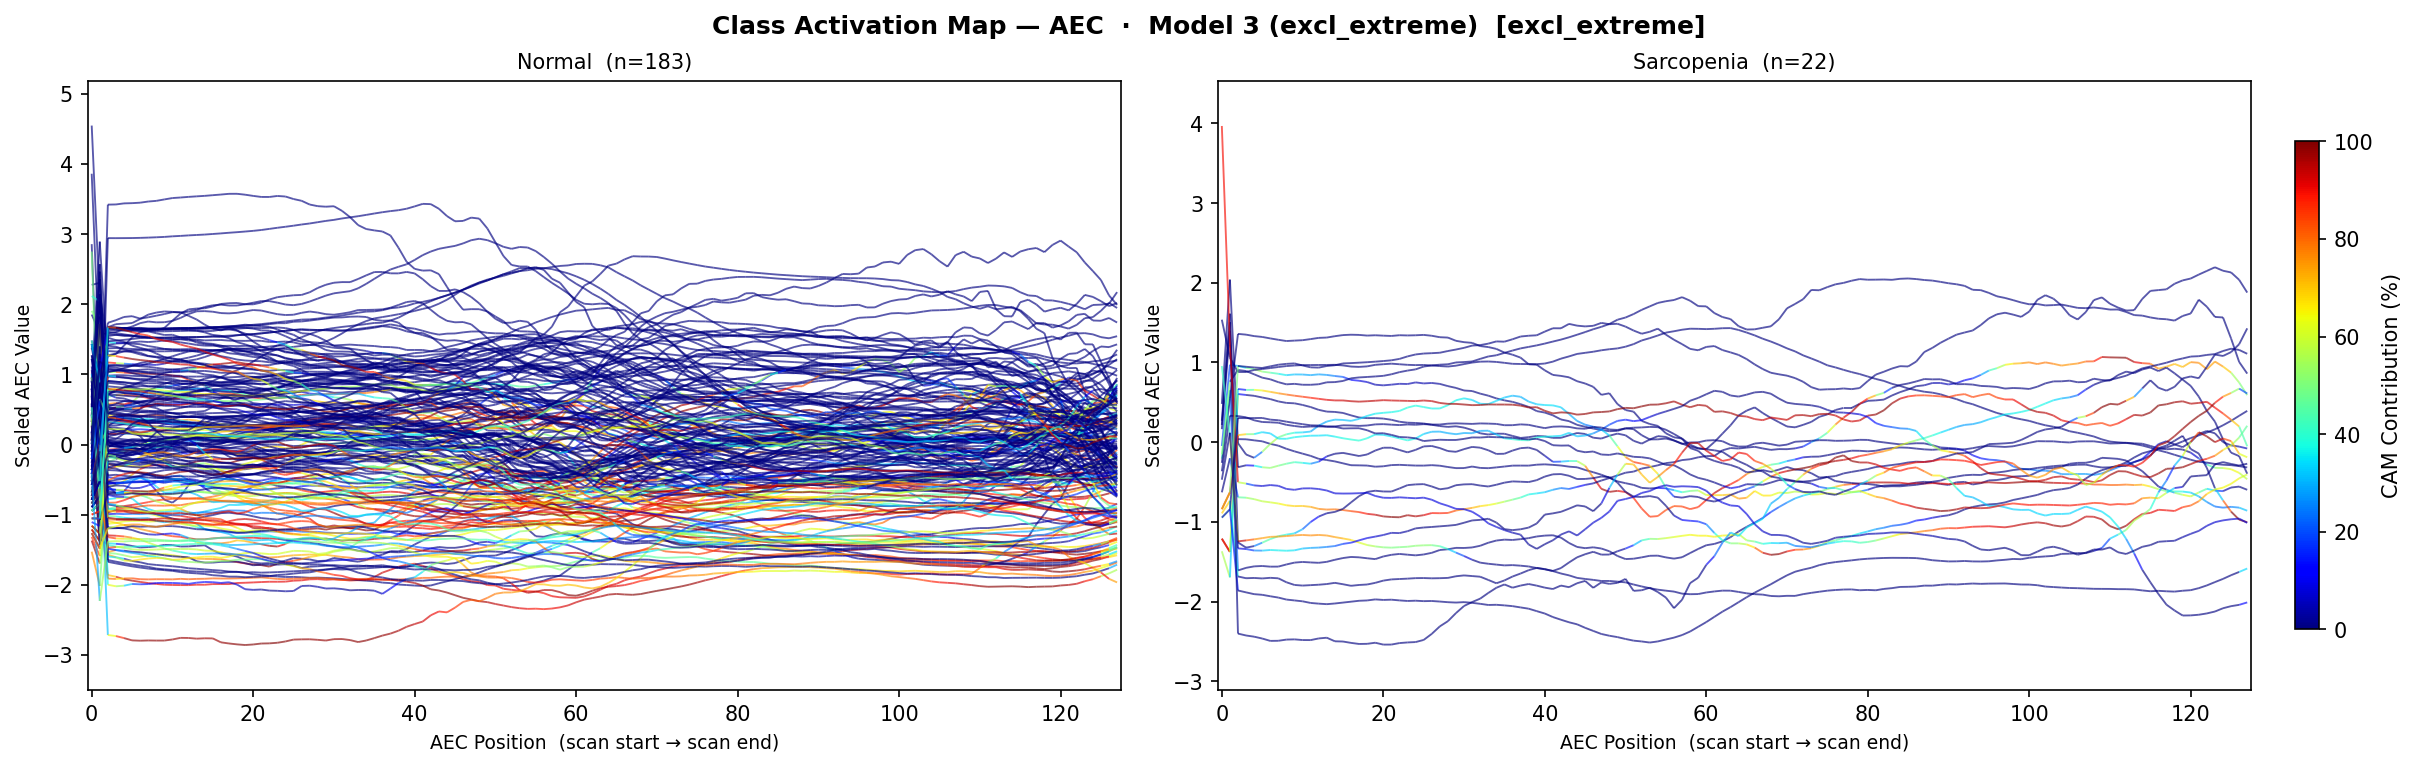 Class Activation Map — AEC · Model 3 (excl_extreme) [excl_extreme]
Normal (n=183)
Scaled AEC Value
5
4
3
2
1
0
−1
−2
−3
0 20 40 60 80 100 120
AEC Position (scan start → scan end)
Sarcopenia (n=22)
Scaled AEC Value
4
3
2
1
0
−1
−2
−3
0 20 40 60 80 100 120
AEC Position (scan start → scan end)
100
80
60
40
20
0
CAM Contribution (%)